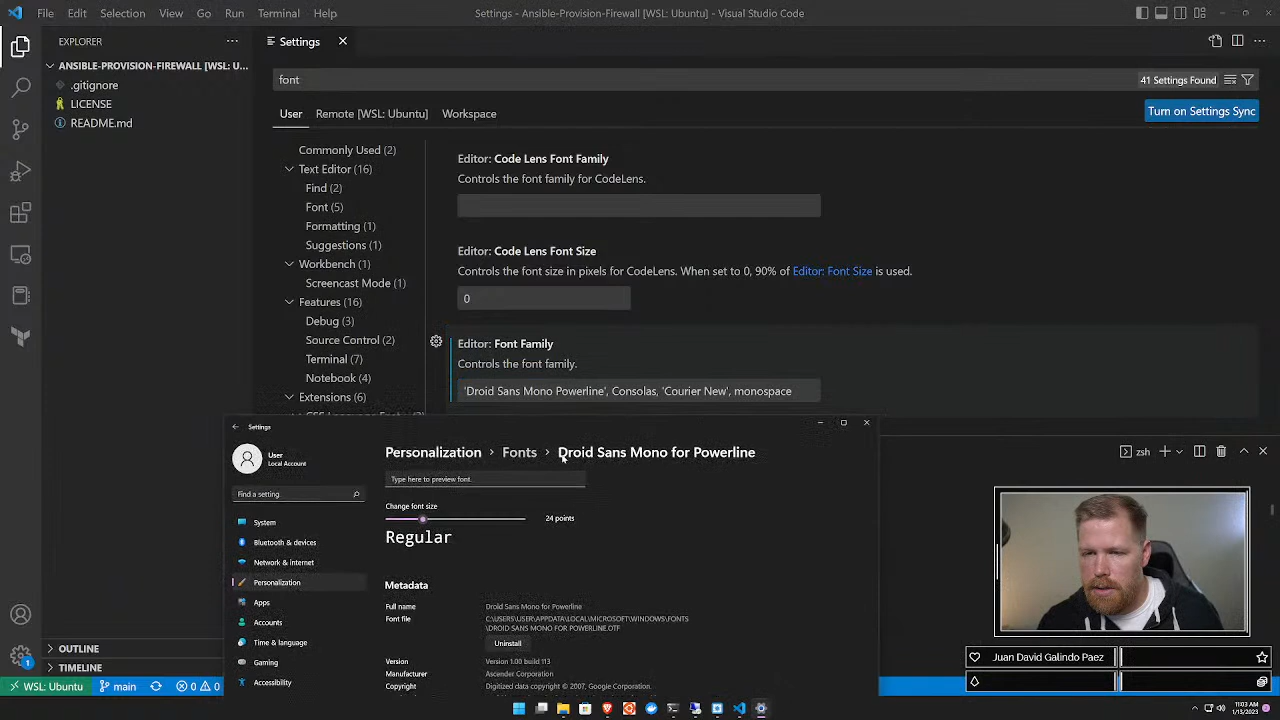 File Edit Selection View Go Run Terminal Help
Settings - Ansible-Provision-Firewall [WSL: Ubuntu] - Visual Studio Code
EXPLORER
Settings
ANSIBLE-PROVISION-FIREWALL [WSL: U...
.gitignore
LICENSE
README.md
font
41 Settings Found
User Remote [WSL: Ubuntu] Workspace
Turn on Settings Sync
Commonly Used (2)
Text Editor (16)
Find (2)
Font (5)
Formatting (1)
Suggestions (1)
Workbench (1)
Screencast Mode (1)
Features (16)
Debug (3)
Source Control (2)
Terminal (7)
Notebook (4)
Extensions (6)
Editor: Code Lens Font Family
Controls the font family for CodeLens.
Editor: Code Lens Font Size
Controls the font size in pixels for CodeLens. When set to 0, 90% of Editor: Font Size is used.
0
Editor: Font Family
Controls the font family.
'Droid Sans Mono Powerline', Consolas, 'Courier New', monospace
zsh
Settings
User
Local Account
Find a setting
System
Bluetooth & devices
Network & internet
Personalization
Apps
Accounts
Time & language
Gaming
Accessibility
Personalization > Fonts > Droid Sans Mono for Powerline
Type here to preview font.
Change font size
24 points
Regular
Metadata
Full name Droid Sans Mono for Powerline
Font file C:\USERS\USER\APPDATA\LOCAL\MICROSOFT\WINDOWS\FONTS
\DROID SANS MONO FOR POWERLINE.OTF
Uninstall
Version Version 1.00 build 113
Manufacturer Ascender Corporation
Copyright Digitized data copyright © 2007, Google Corporation.
Juan David Galindo Paez
OUTLINE
TIMELINE
1
WSL: Ubuntu main 0 0
11:03 AM
1/13/2023